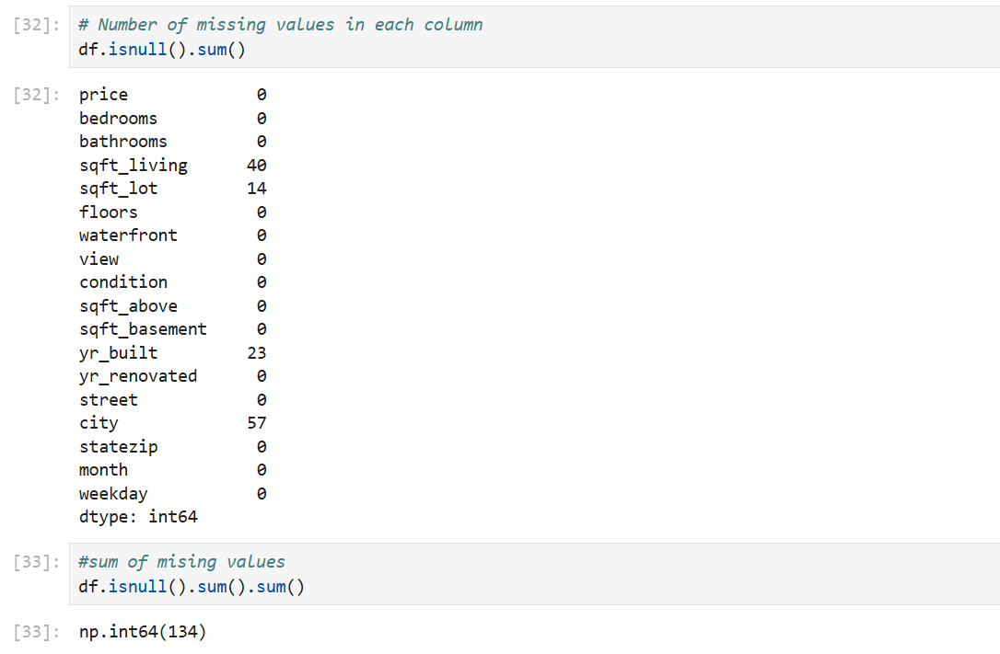 [32]: # Number of missing values in each column
df.isnull().sum()
[32]: price 0
bedrooms 0
bathrooms 0
sqft_living 40
sqft_lot 14
floors 0
waterfront 0
view 0
condition 0
sqft_above 0
sqft_basement 0
yr_built 23
yr_renovated 0
street 0
city 57
statezip 0
month 0
weekday 0
dtype: int64
[33]: #sum of mising values
df.isnull().sum().sum()
[33]: np.int64(134)